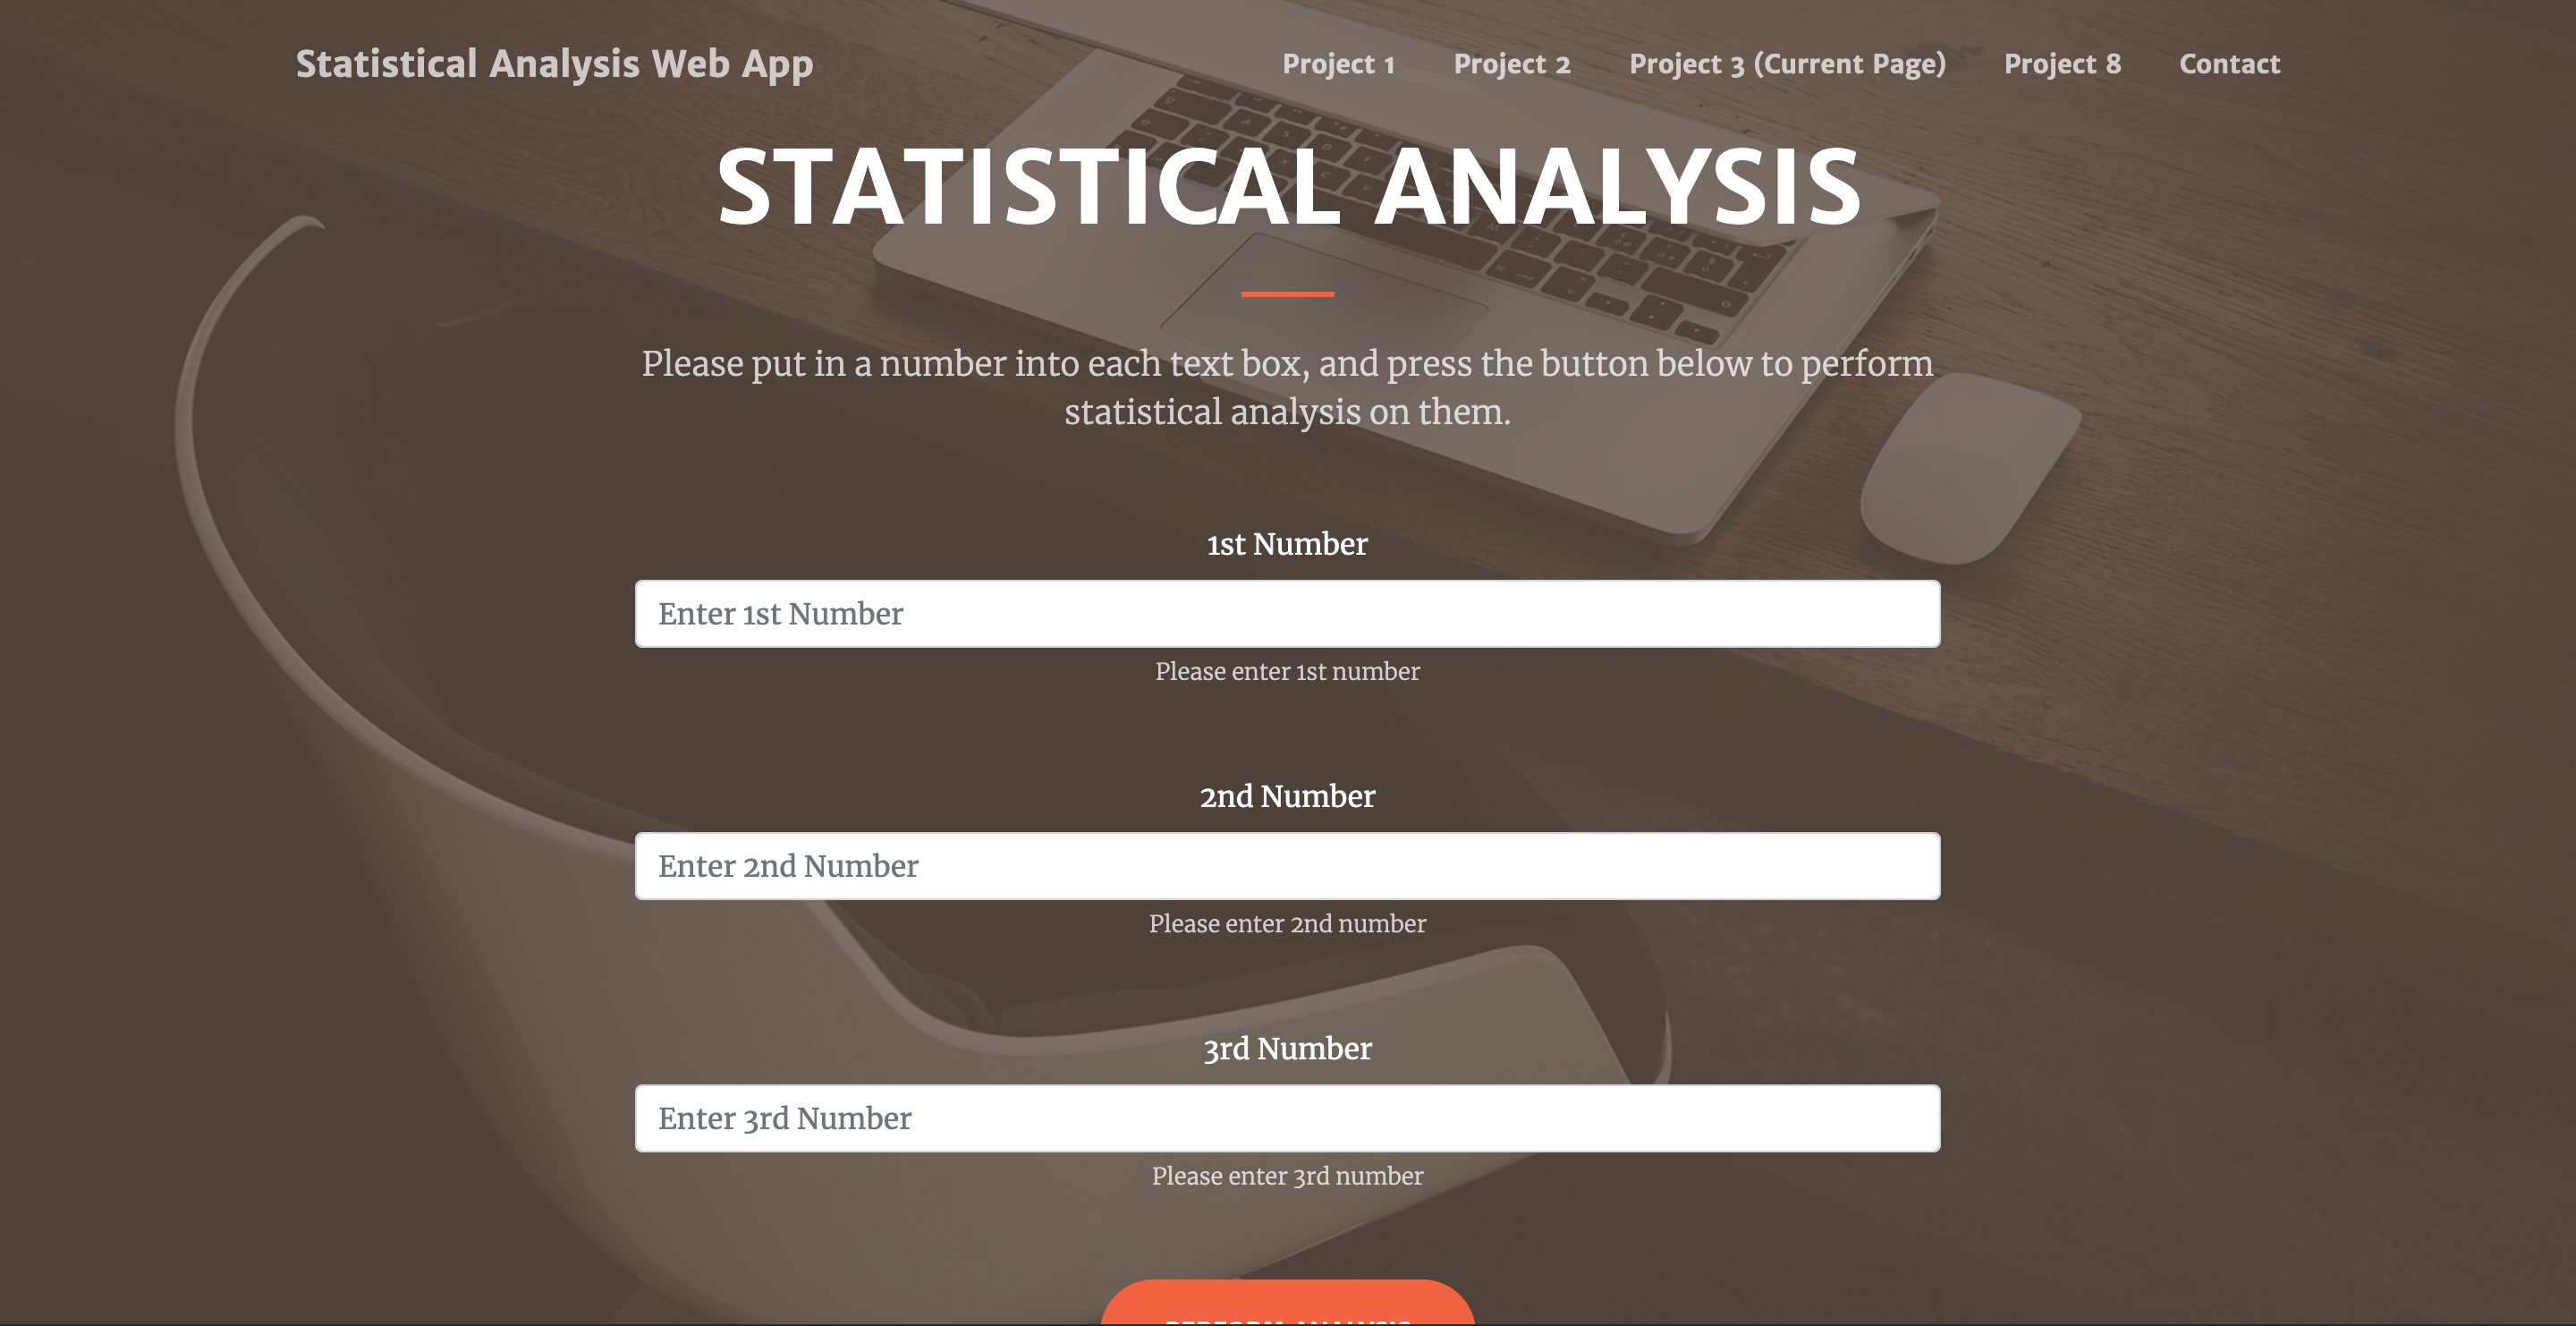 Statistical Analysis Web App
Project 1
Project 2
Project 3 (Current Page)
Project 8
Contact
STATISTICAL ANALYSIS
Please put in a number into each text box, and press the button below to perform
statistical analysis on them.
1st Number
Enter 1st Number
Please enter 1st number
2nd Number
Enter 2nd Number
Please enter 2nd number
3rd Number
Enter 3rd Number
Please enter 3rd number
PERFORM ANALYSIS